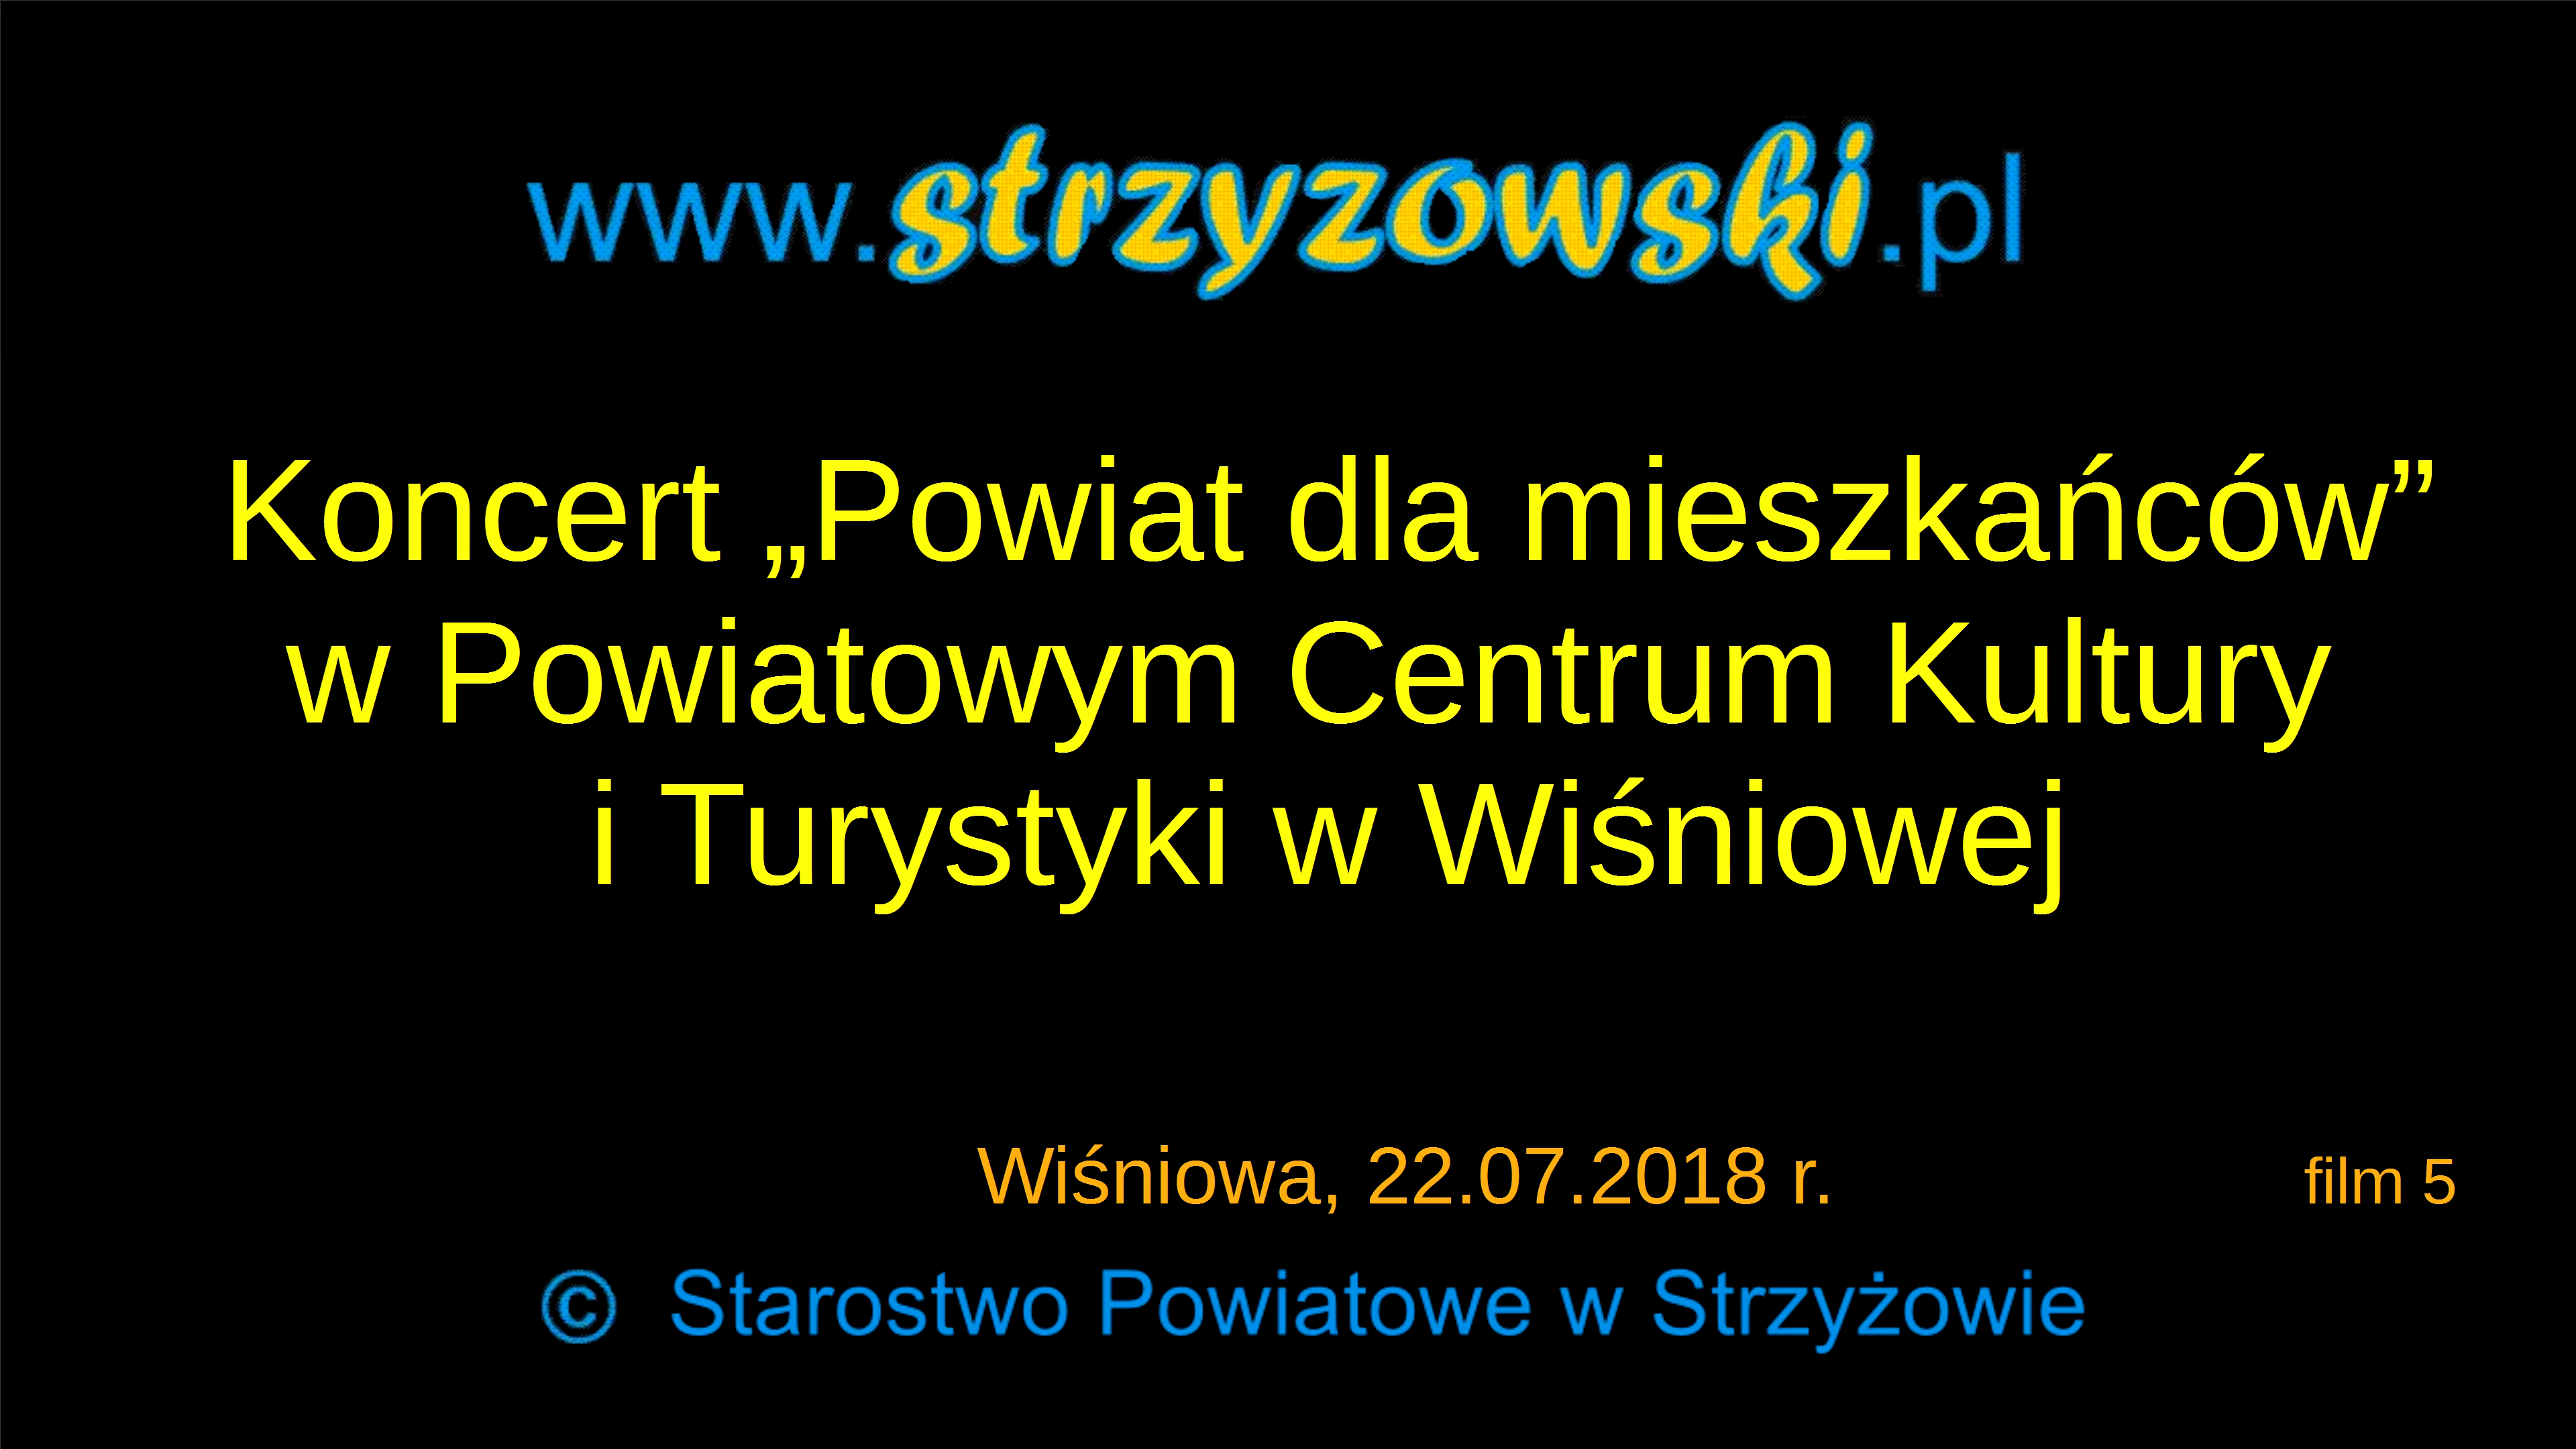 www.strzyzowski.pl
Koncert „Powiat dla mieszkańców”
w Powiatowym Centrum Kultury
i Turystyki w Wiśniowej
Wiśniowa, 22.07.2018 r.
film 5
© Starostwo Powiatowe w Strzyżowie